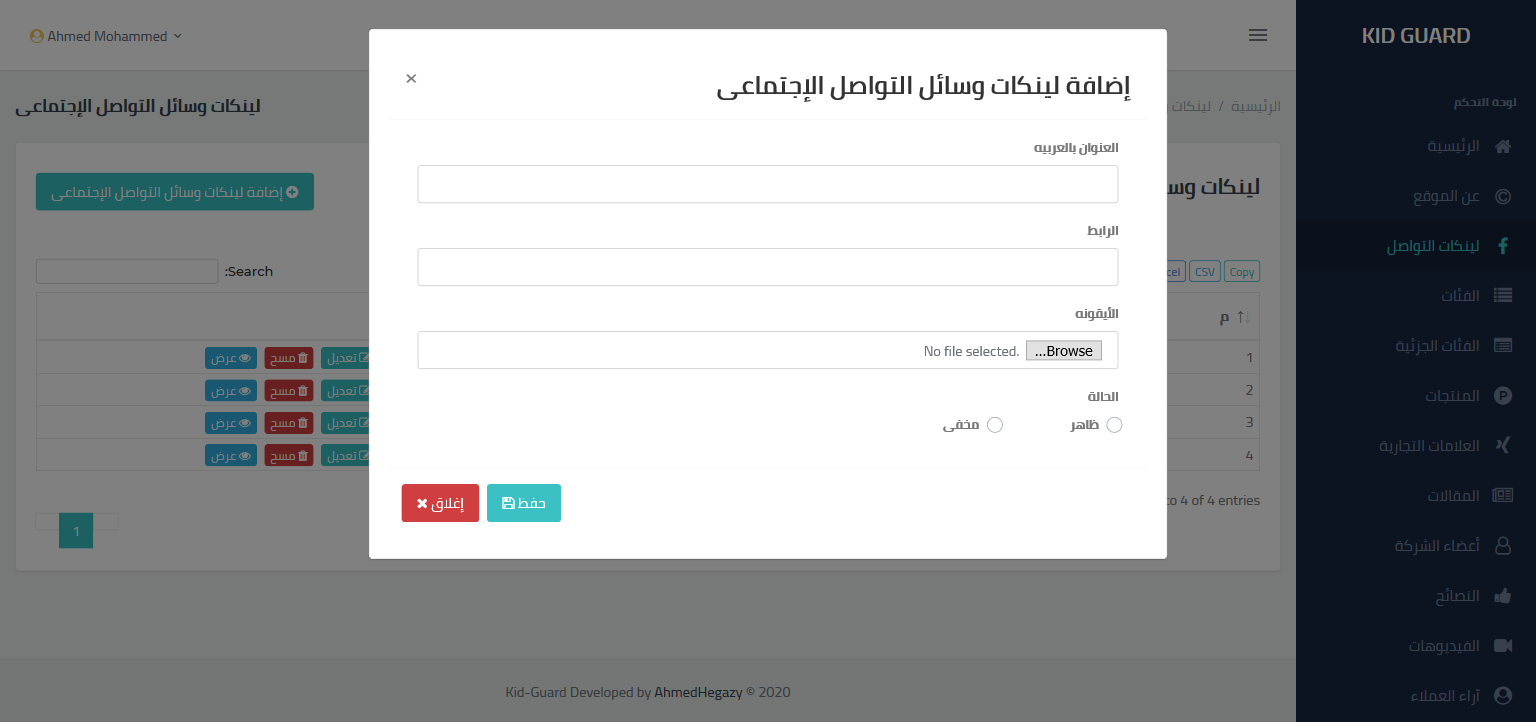 KID GUARD
لوحة التحكم
الرئيسية
عن الموقع
لينكات التواصل
الفئات
الفئات الجزئية
المنتجات
العلامات التجارية
المقالات
أعضاء الشركة
النصائح
الفيديوهات
آراء العملاء
Ahmed Mohammed
الرئيسية / لينكات
لينكات وسائل التواصل الإجتماعى
لينكات
إضافة لينكات وسائل التواصل الإجتماعى
Copy CSV
Search:
م
1 تعديل مسح عرض
2 تعديل مسح عرض
3 تعديل مسح عرض
4 تعديل مسح عرض
to 4 of 4 entries
1
إضافة لينكات وسائل التواصل الإجتماعى
×
العنوان بالعربيه
الرابط
الأيقونه
Browse... No file selected.
الحالة
ظاهر مخفى
حفظ إغلاق
Kid-Guard Developed by AhmedHegazy © 2020